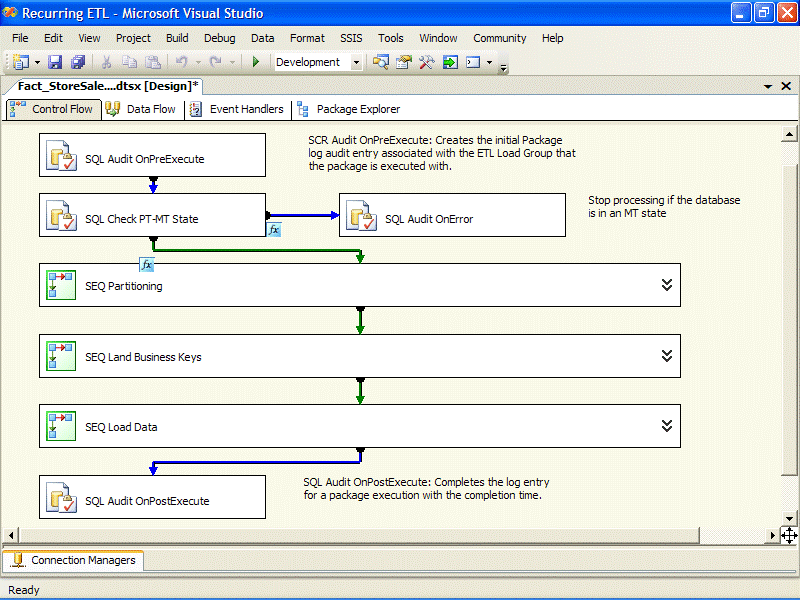 Recurring ETL - Microsoft Visual Studio
File Edit View Project Build Debug Data Format SSIS Tools Window Community Help
Development
Fact_StoreSale....dtsx [Design]*
Control Flow Data Flow Event Handlers Package Explorer
SQL Audit OnPreExecute
SCR Audit OnPreExecute: Creates the initial Package
log audit entry associated with the ETL Load Group that
the package is executed with.
SQL Check PT-MT State
fx
SQL Audit OnError
Stop processing if the database
is in an MT state
fx
SEQ Partitioning
SEQ Land Business Keys
SEQ Load Data
SQL Audit OnPostExecute
SQL Audit OnPostExecute: Completes the log entry
for a package execution with the completion time.
Connection Managers
Ready